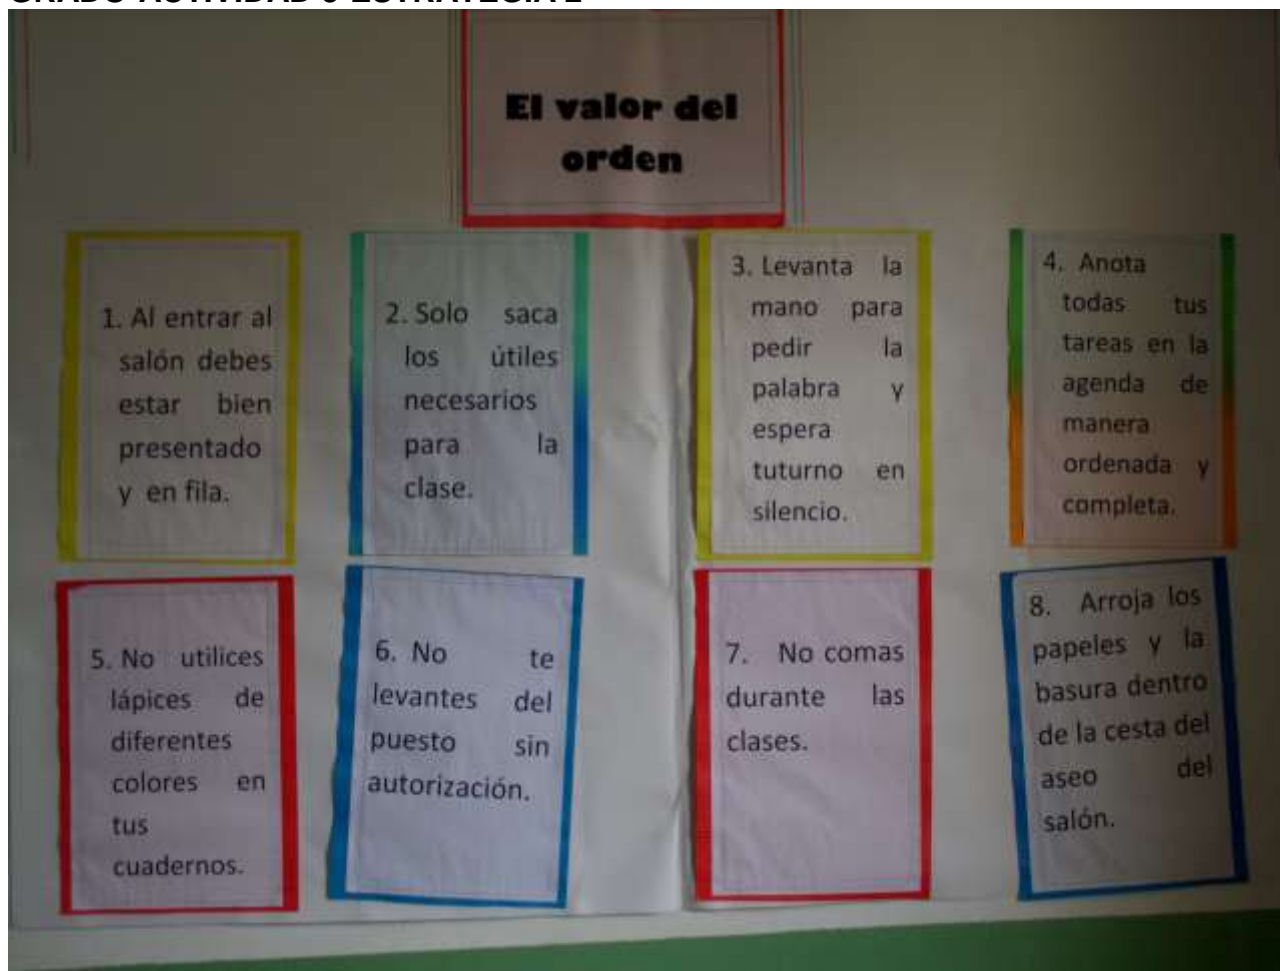 El valor del
orden
1. Al entrar al
salón debes
estar bien
presentado
y en fila.
2. Solo saca
los útiles
necesarios
para la
clase.
3. Levanta la
mano para
pedir la
palabra y
espera
tuturno en
silencio.
4. Anota
todas tus
tareas en la
agenda de
manera
ordenada y
completa.
5. No utilices
lápices de
diferentes
colores en
tus
cuadernos.
6. No te
levantes del
puesto sin
autorización.
7. No comas
durante las
clases.
8. Arroja los
papeles y la
basura dentro
de la cesta del
aseo del
salón.